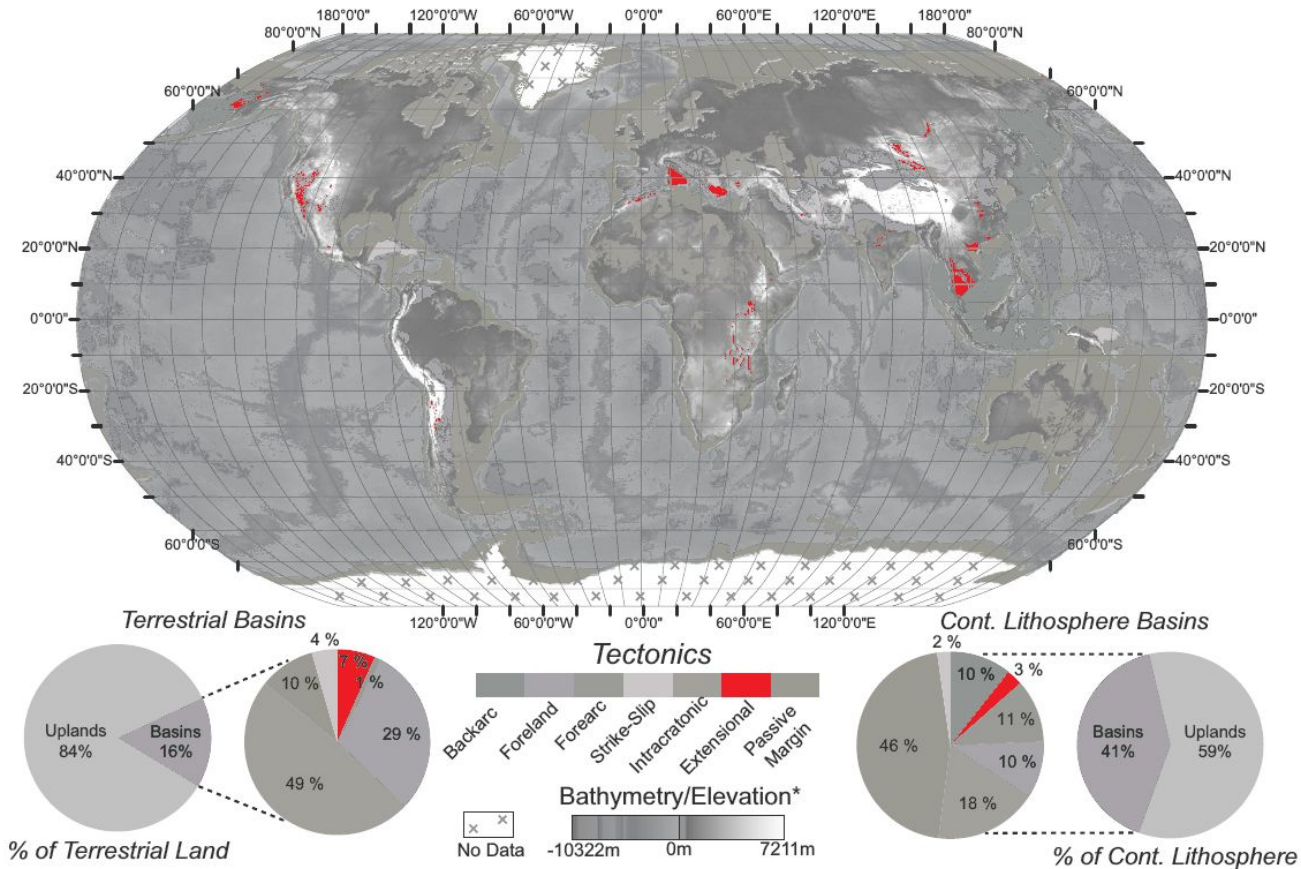 180°0'0" 120°0'0"W 60°0'0"W 0°0'0" 60°0'0"E 120°0'0"E 180°0'0"
80°0'0"N 80°0'0"N
60°0'0"N 60°0'0"N
40°0'0"N 40°0'0"N
20°0'0"N 20°0'0"N
0°0'0" 0°0'0"
20°0'0"S 20°0'0"S
40°0'0"S 40°0'0"S
60°0'0"S 60°0'0"S
120°0'0"W 60°0'0"W 0°0'0" 60°0'0"E 120°0'0"E
Terrestrial Basins
4 %
7 %
1 %
10 %
29 %
49 %
Uplands
84%
Basins
16%
% of Terrestrial Land
Tectonics
Backarc
Foreland
Forearc
Strike-Slip
Intracratonic
Extensional
Passive
Margin
No Data
Bathymetry/Elevation*
-10322m 0m 7211m
Cont. Lithosphere Basins
2 %
10 %
3 %
11 %
10 %
18 %
46 %
Basins
41%
Uplands
59%
% of Cont. Lithosphere